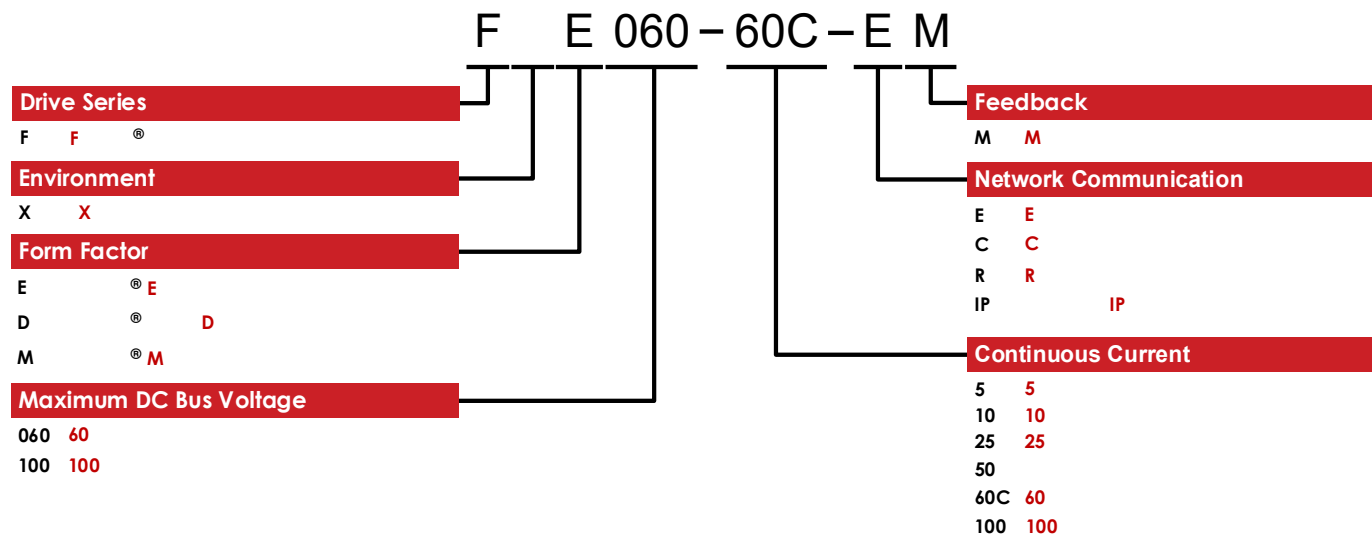 F E 060 – 60C – E M
Drive Series
F F ®
Environment
X X
Form Factor
E ® E
D ® D
M ® M
Maximum DC Bus Voltage
060 60
100 100
Feedback
M M
Network Communication
E E
C C
R R
IP IP
Continuous Current
5 5
10 10
25 25
50
60C 60
100 100